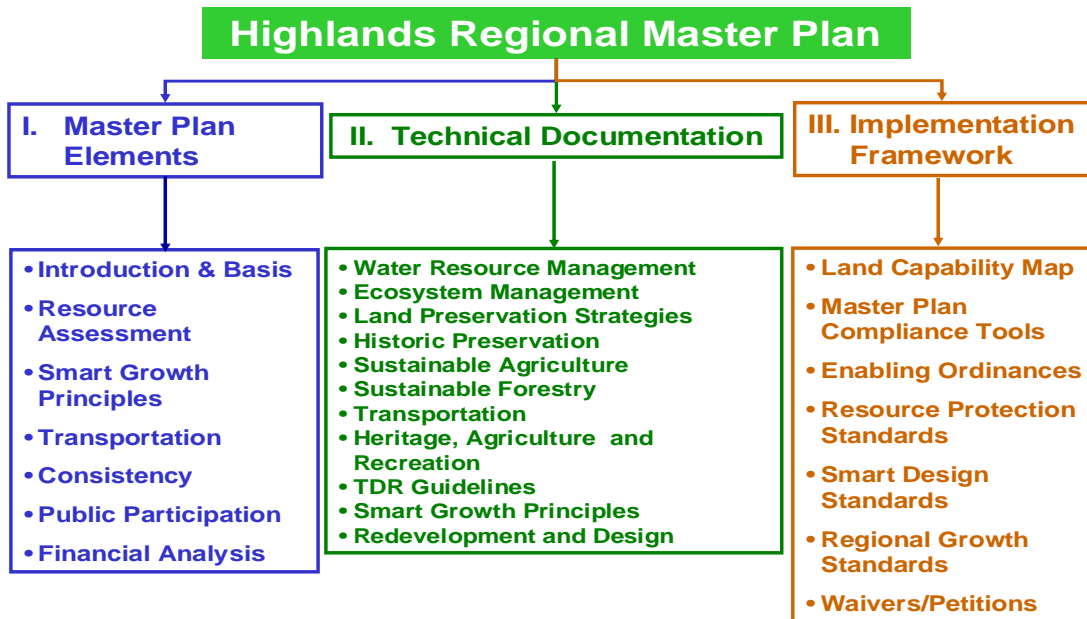 Highlands Regional Master Plan
I. Master Plan
Elements
• Introduction & Basis
• Resource
Assessment
• Smart Growth
Principles
• Transportation
• Consistency
• Public Participation
• Financial Analysis
II. Technical Documentation
• Water Resource Management
• Ecosystem Management
• Land Preservation Strategies
• Historic Preservation
• Sustainable Agriculture
• Sustainable Forestry
• Transportation
• Heritage, Agriculture and
Recreation
• TDR Guidelines
• Smart Growth Principles
• Redevelopment and Design
III. Implementation
Framework
• Land Capability Map
• Master Plan
Compliance Tools
• Enabling Ordinances
• Resource Protection
Standards
• Smart Design
Standards
• Regional Growth
Standards
• Waivers/Petitions